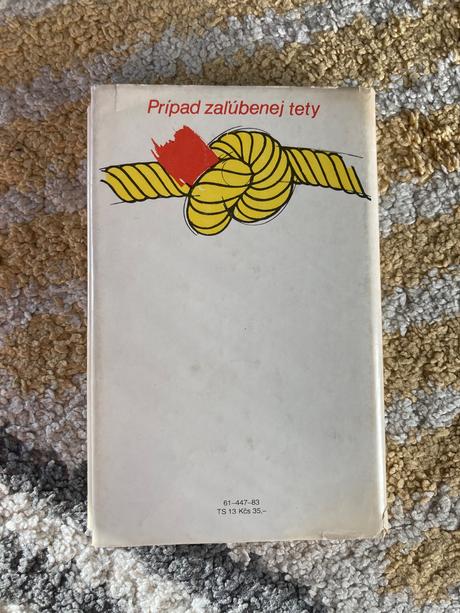 Prípad zaľúbenej tety
61–447–83
TS 13 Kčs 35,–